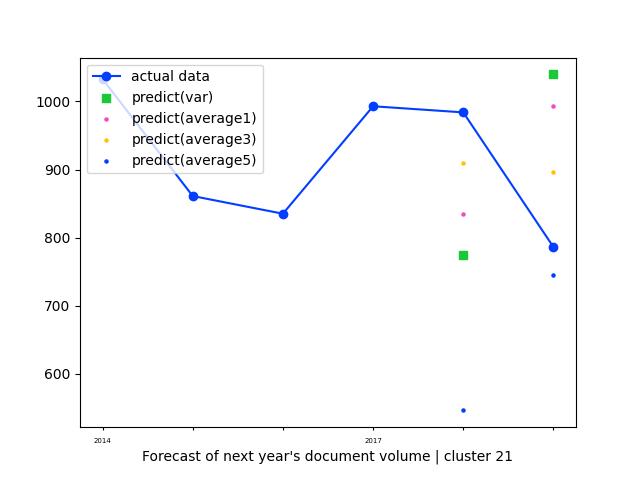 actual data
predict(var)
predict(average1)
predict(average3)
predict(average5)
1000
900
800
700
600
2014 2017
Forecast of next year's document volume | cluster 21